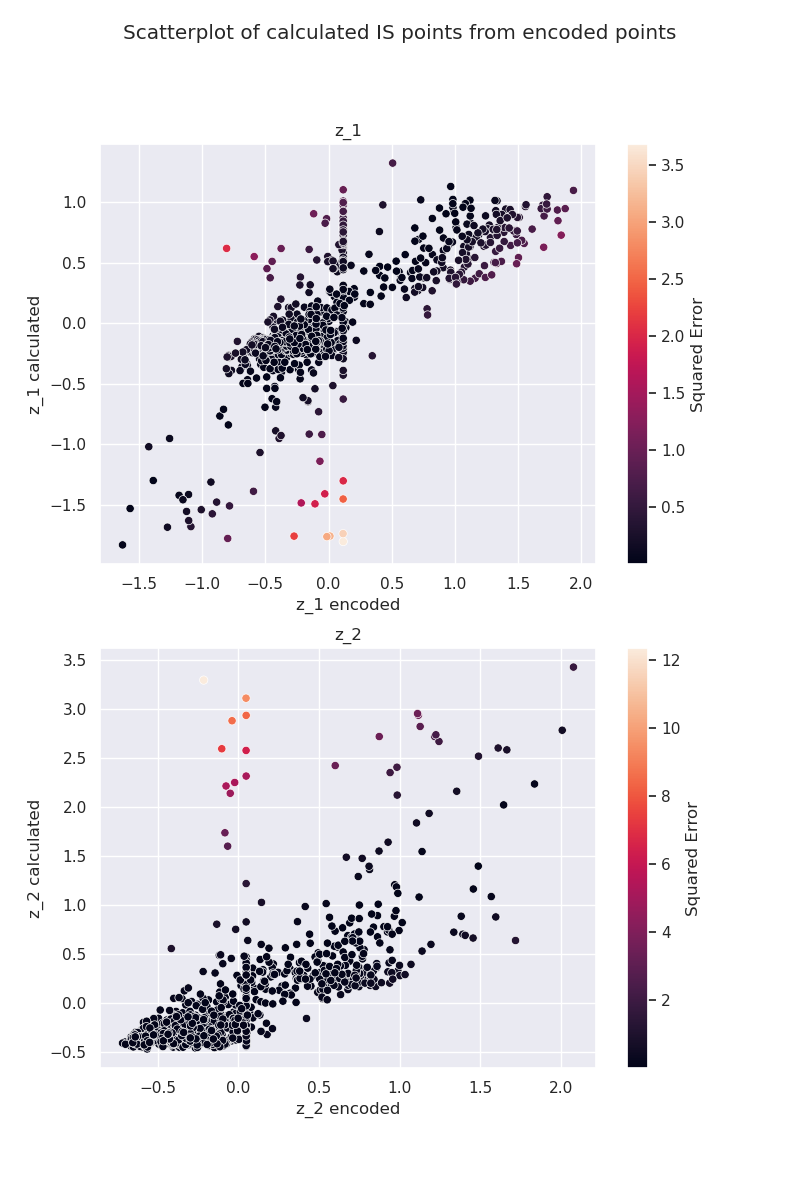 Scatterplot of calculated IS points from encoded points
z_1
1.0
0.5
0.0
−0.5
−1.0
−1.5
z_1 calculated
−1.5 −1.0 −0.5 0.0 0.5 1.0 1.5 2.0
z_1 encoded
3.5
3.0
2.5
2.0
1.5
1.0
0.5
Squared Error
z_2
3.5
3.0
2.5
2.0
1.5
1.0
0.5
0.0
−0.5
z_2 calculated
−0.5 0.0 0.5 1.0 1.5 2.0
z_2 encoded
12
10
8
6
4
2
Squared Error